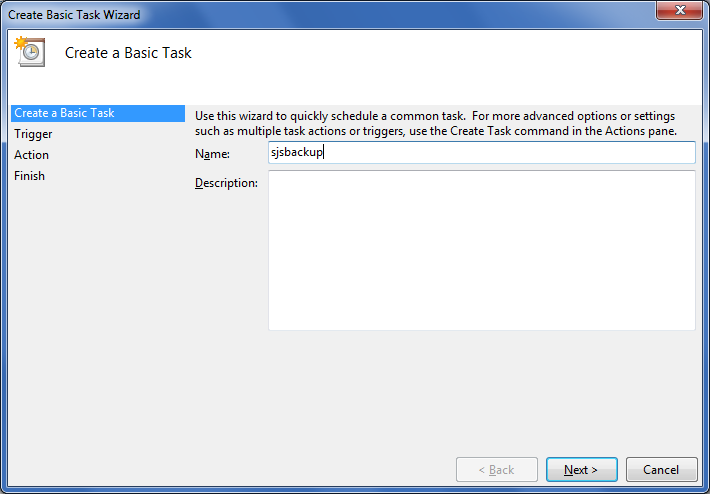 Create Basic Task Wizard
Create a Basic Task
Create a Basic Task
Trigger
Action
Finish
Use this wizard to quickly schedule a common task.  For more advanced options or settings
such as multiple task actions or triggers, use the Create Task command in the Actions pane.
Name:
sjsbackup
Description:
< Back
Next >
Cancel